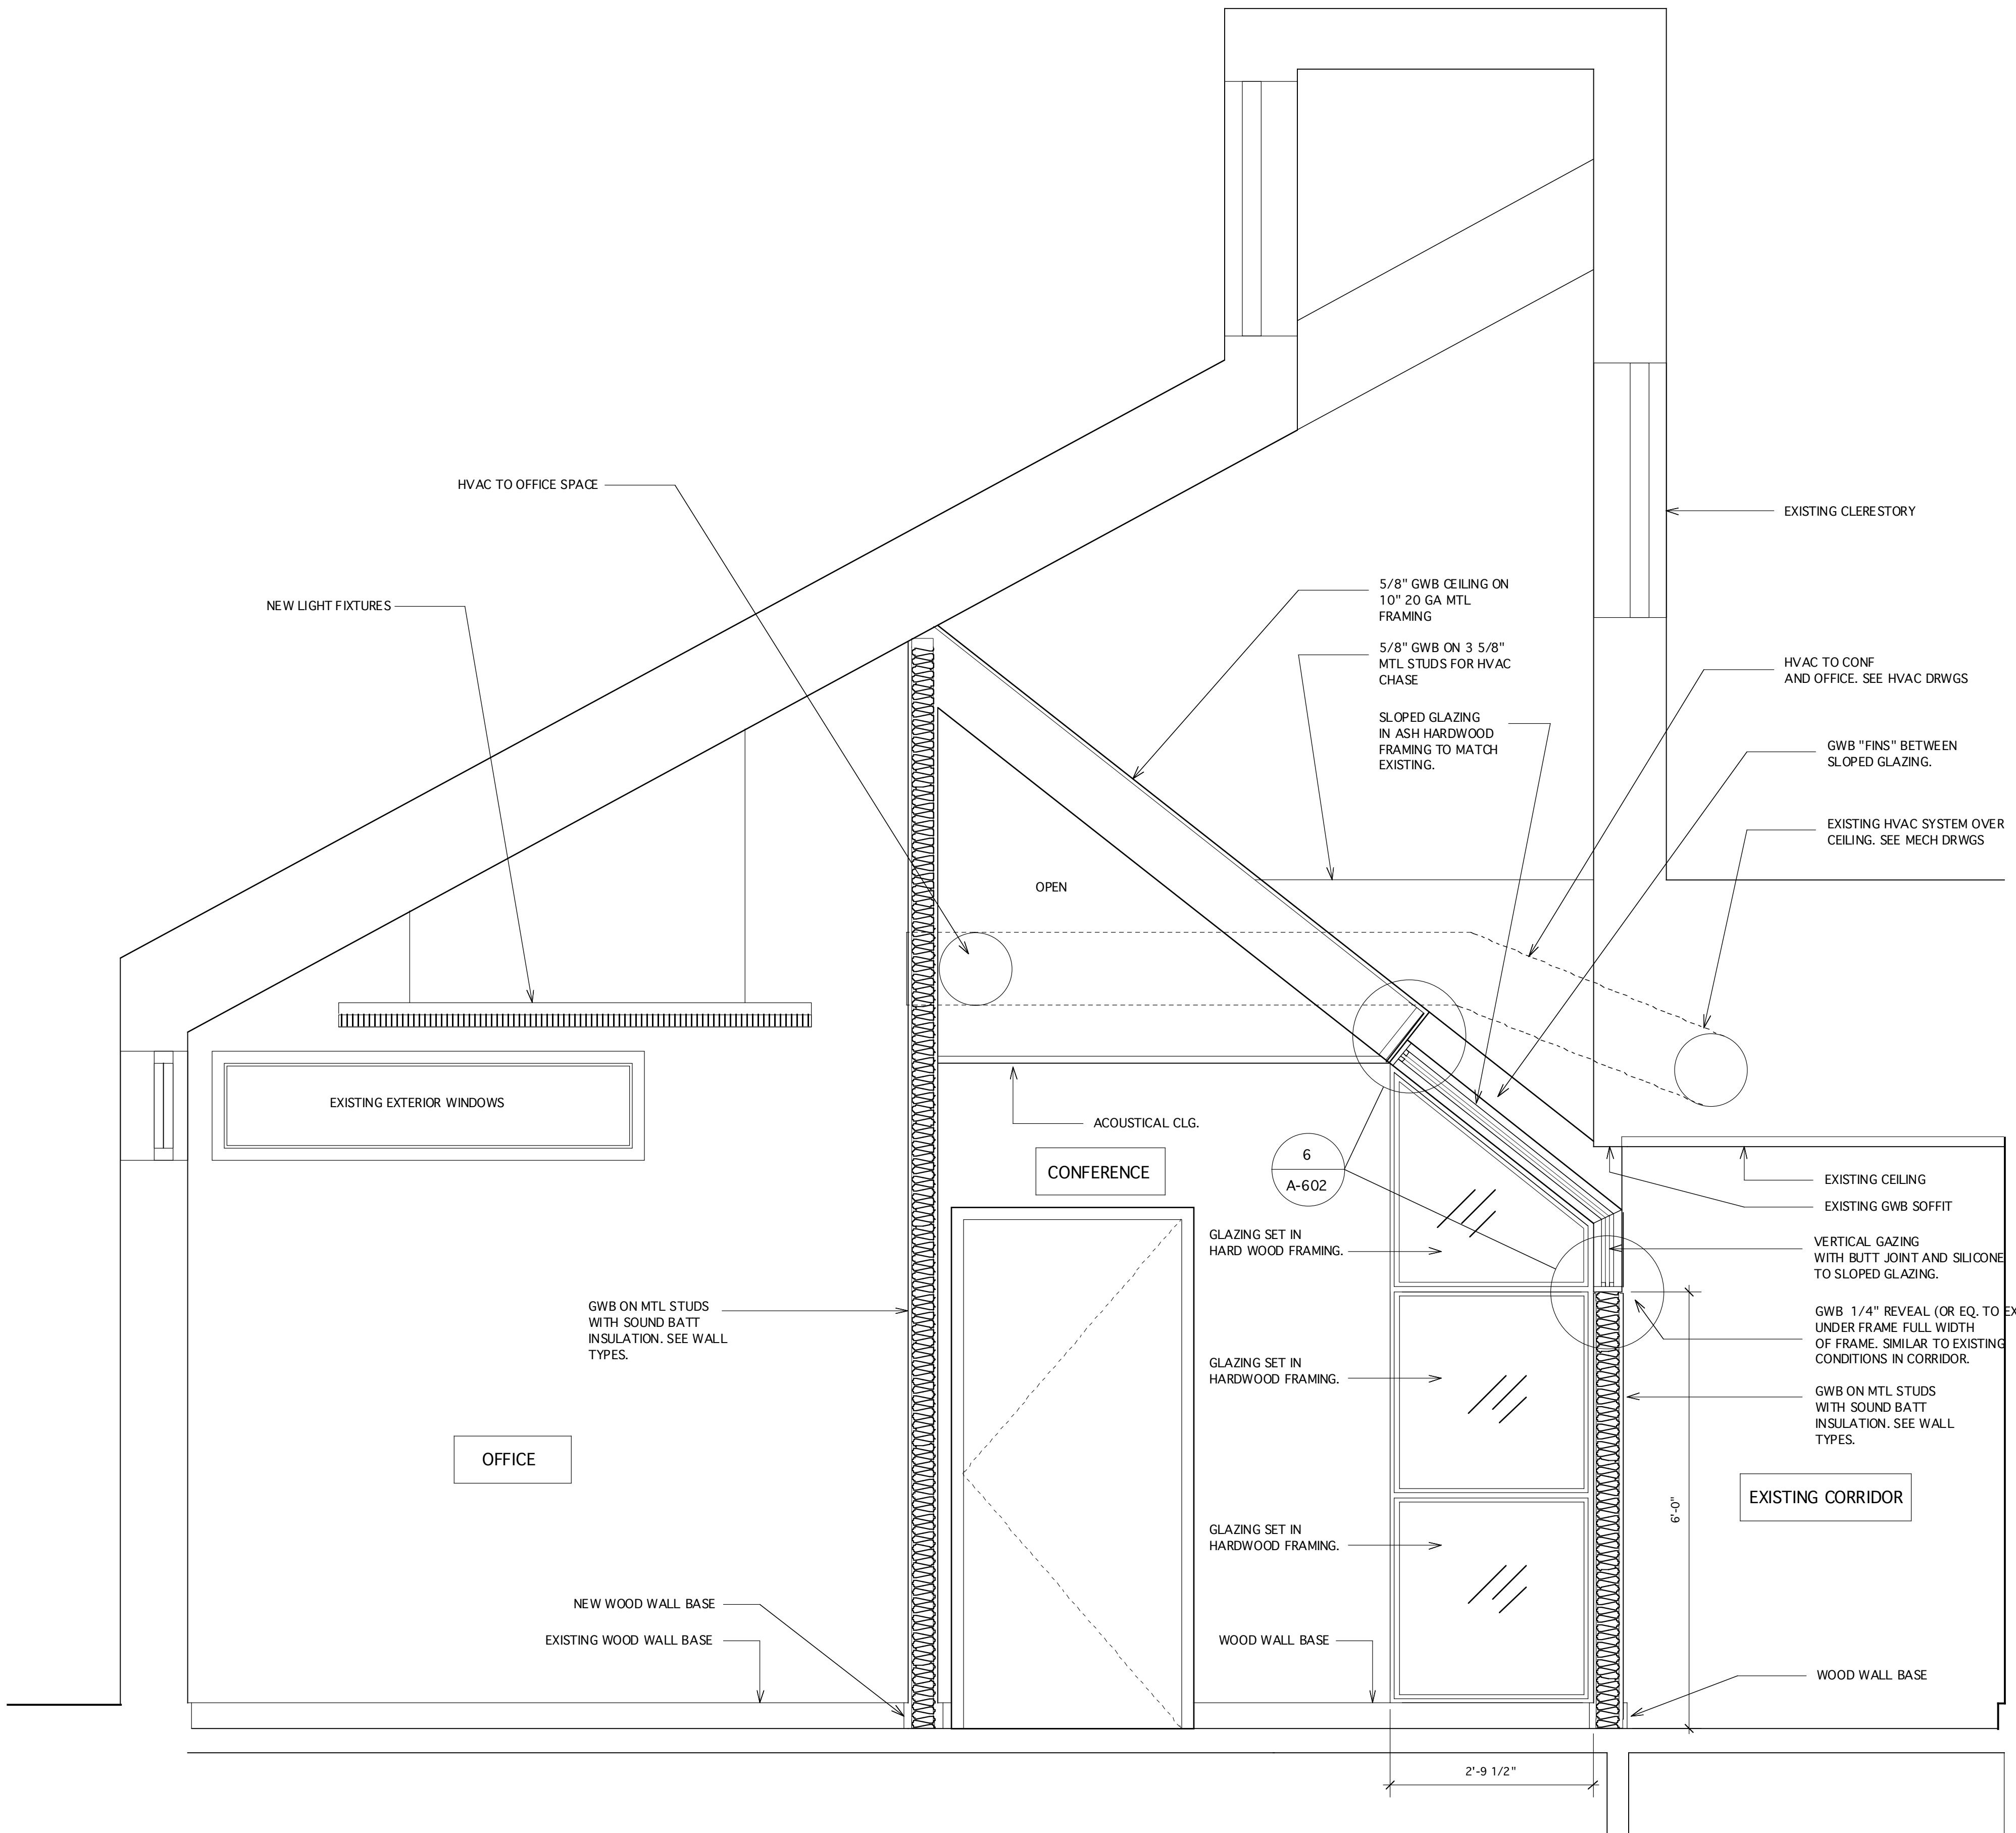 HVAC TO OFFICE SPACE
EXISTING CLERESTORY
5/8" GWB CEILING ON
10" 20 GA MTL
FRAMING
NEW LIGHT FIXTURES
5/8" GWB ON 3 5/8"
MTL STUDS FOR HVAC
CHASE
HVAC TO CONF
AND OFFICE. SEE HVAC DRWGS
SLOPED GLAZING
IN ASH HARDWOOD
FRAMING TO MATCH
EXISTING.
GWB "FINS" BETWEEN
SLOPED GLAZING.
EXISTING HVAC SYSTEM OVER
CEILING. SEE MECH DRWGS
OPEN
EXISTING EXTERIOR WINDOWS
ACOUSTICAL CLG.
CONFERENCE
6
A-602
EXISTING CEILING
EXISTING GWB SOFFIT
GLAZING SET IN
HARD WOOD FRAMING.
VERTICAL GAZING
WITH BUTT JOINT AND SILICONE
TO SLOPED GLAZING.
GWB ON MTL STUDS
WITH SOUND BATT
INSULATION. SEE WALL
TYPES.
GWB 1/4" REVEAL (OR EQ. TO EX
UNDER FRAME FULL WIDTH
OF FRAME. SIMILAR TO EXISTING
CONDITIONS IN CORRIDOR.
GLAZING SET IN
HARDWOOD FRAMING.
GWB ON MTL STUDS
WITH SOUND BATT
INSULATION. SEE WALL
TYPES.
OFFICE
EXISTING CORRIDOR
6'-0"
GLAZING SET IN
HARDWOOD FRAMING.
NEW WOOD WALL BASE
EXISTING WOOD WALL BASE
WOOD WALL BASE
WOOD WALL BASE
2'-9 1/2"